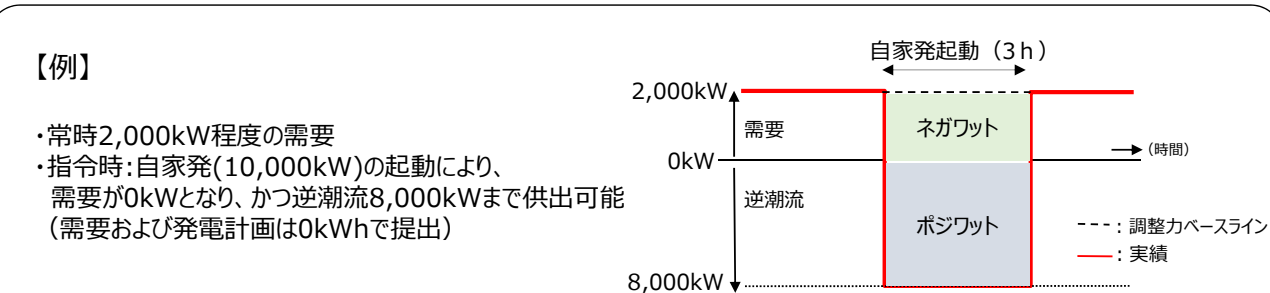 【例】
・常時2,000kW程度の需要
・指令時:自家発(10,000kW)の起動により、
需要が0kWとなり、かつ逆潮流8,000kWまで供出可能
（需要および発電計画は0kWhで提出）
自家発起動（3ｈ）
2,000kW
需要
ネガワット
0kW
（時間）
逆潮流
ポジワット
：調整力ベースライン
：実績
8,000kW